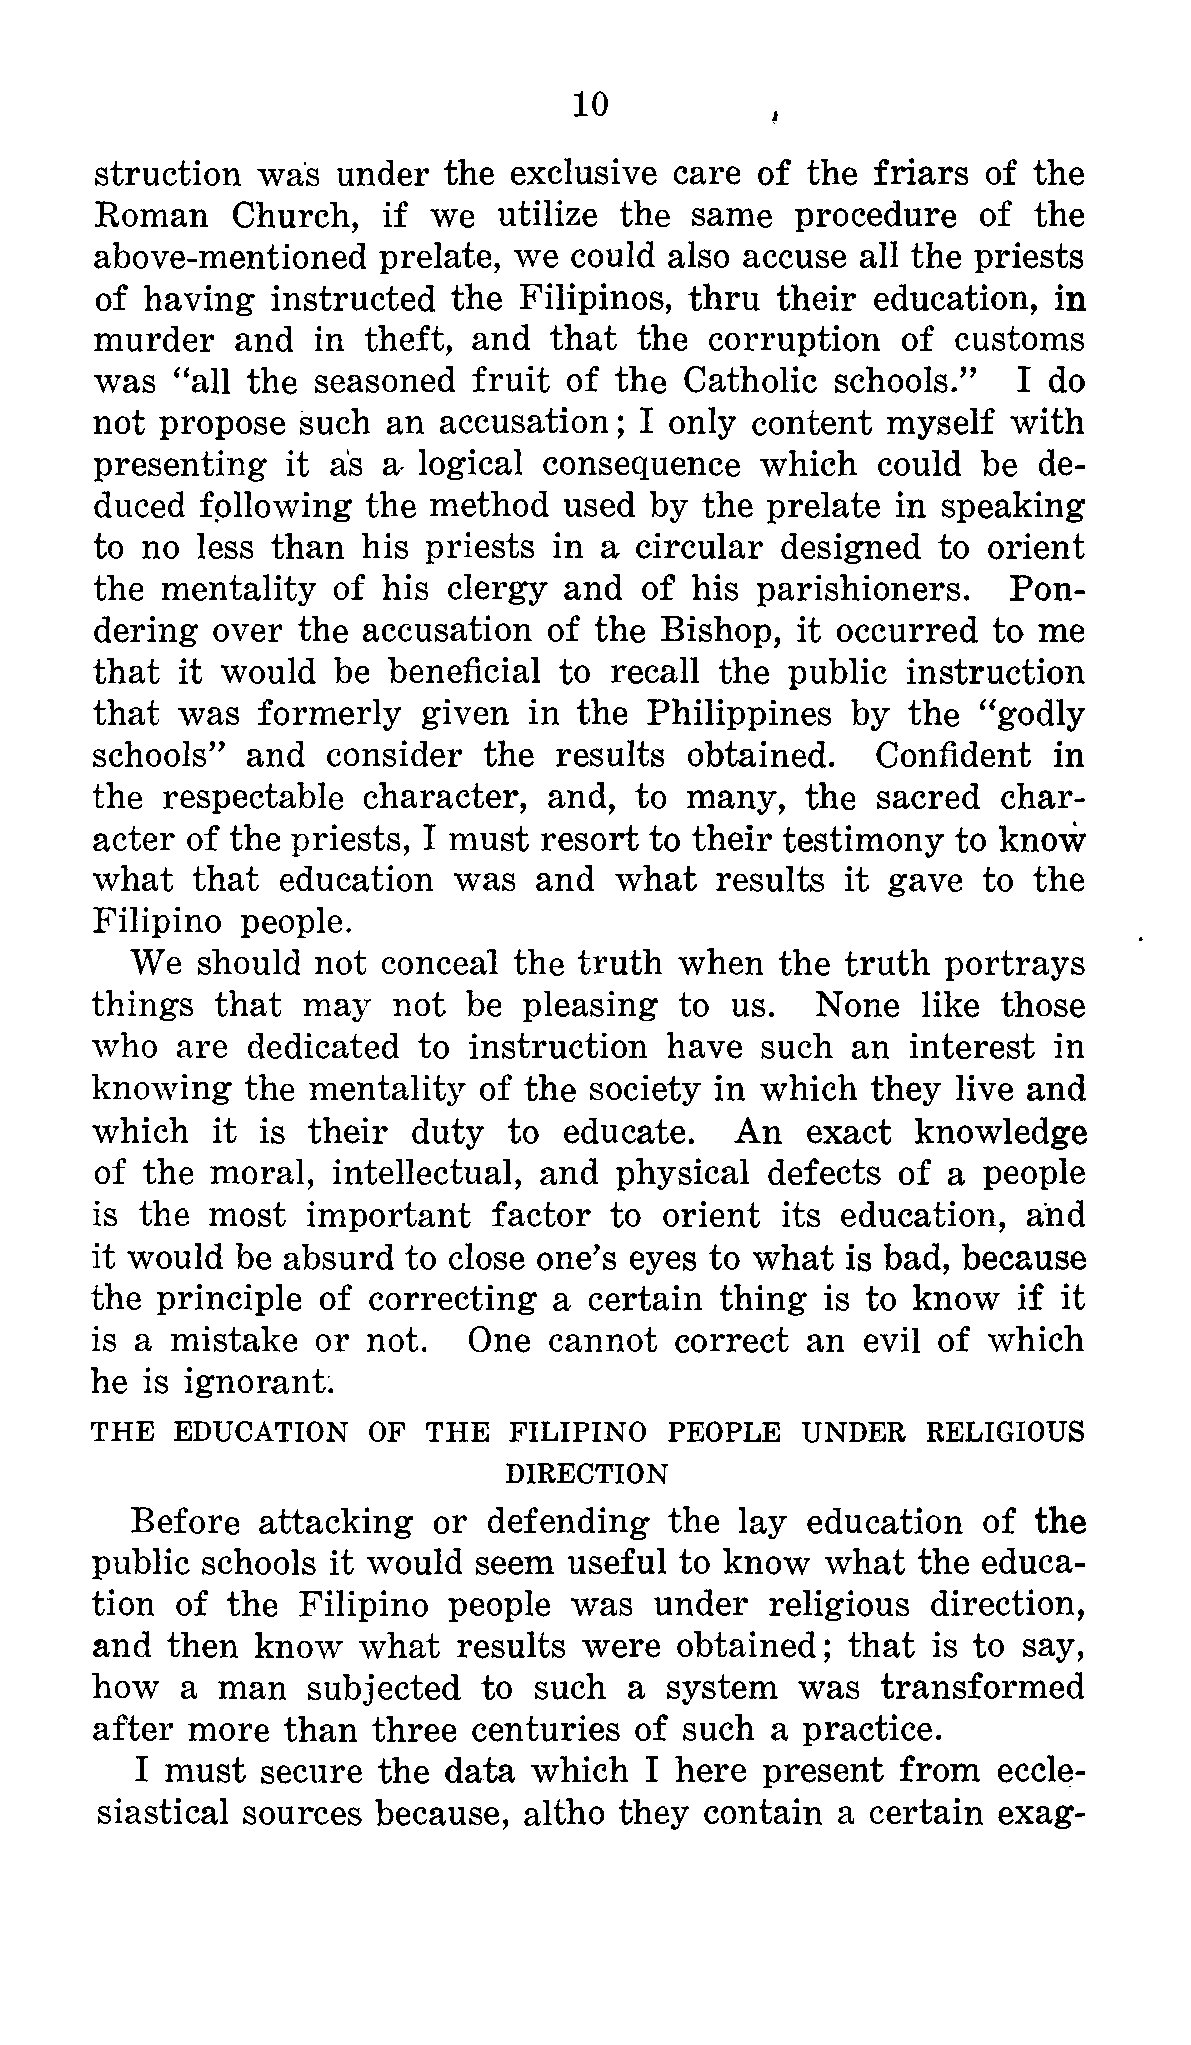 10
struction was under the exclusive care of the friars of the
Roman Church, if we utilize the same procedure of the
above-mentioned prelate, we could also accuse all the priests
of having instructed the Filipinos, thru their education, in
murder and in theft, and that the corruption of customs
was “all the seasoned fruit of the Catholic schools.” I do
not propose such an accusation; I only content myself with
presenting it as a logical consequence which could be de-
duced following the method used by the prelate in speaking
to no less than his priests in a circular designed to orient
the mentality of his clergy and of his parishioners. Pon-
dering over the accusation of the Bishop, it occurred to me
that it would be beneficial to recall the public instruction
that was formerly given in the Philippines by the “godly
schools” and consider the results obtained. Confident in
the respectable character, and, to many, the sacred char-
acter of the priests, I must resort to their testimony to know
what that education was and what results it gave to the
Filipino people.
We should not conceal the truth when the truth portrays
things that may not be pleasing to us. None like those
who are dedicated to instruction have such an interest in
knowing the mentality of the society in which they live and
which it is their duty to educate. An exact knowledge
of the moral, intellectual, and physical defects of a people
is the most important factor to orient its education, and
it would be absurd to close one’s eyes to what is bad, because
the principle of correcting a certain thing is to know if it
is a mistake or not. One cannot correct an evil of which
he is ignorant.
THE EDUCATION OF THE FILIPINO PEOPLE UNDER RELIGIOUS
DIRECTION
Before attacking or defending the lay education of the
public schools it would seem useful to know what the educa-
tion of the Filipino people was under religious direction,
and then know what results were obtained; that is to say,
how a man subjected to such a system was transformed
after more than three centuries of such a practice.
I must secure the data which I here present from eccle-
siastical sources because, altho they contain a certain exag-